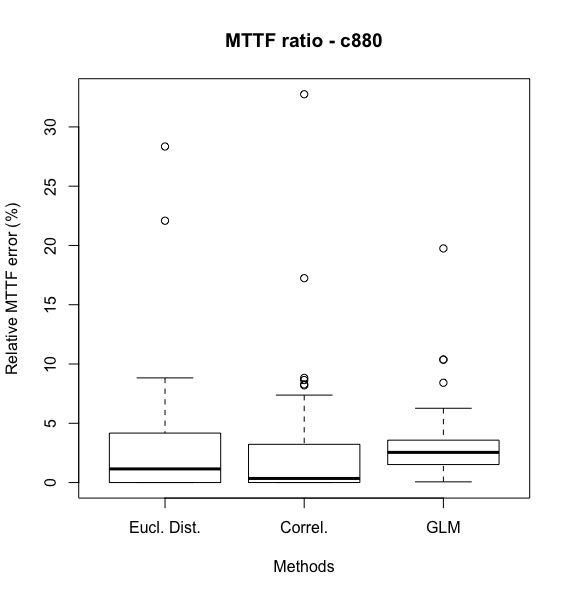 MTTF ratio - c880
Relative MTTF error (%)
30
25
20
15
10
5
0
Eucl. Dist.
Correl.
GLM
Methods